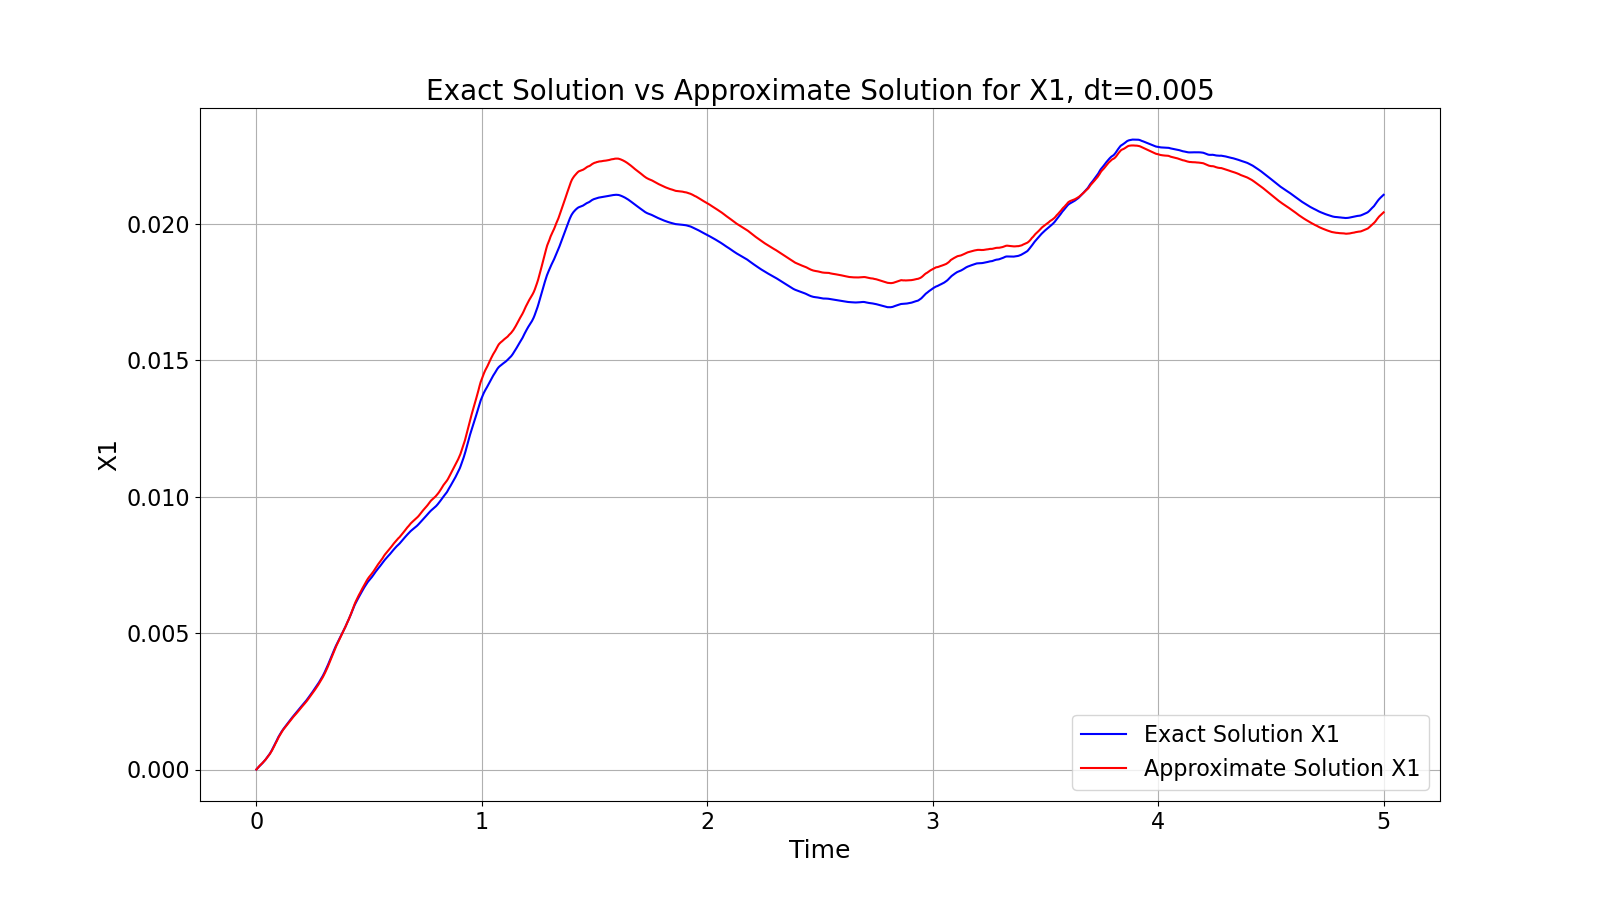 Exact Solution vs Approximate Solution for X1, dt=0.005
X1
0.020
0.015
0.010
0.005
0.000
0 1 2 3 4 5
Time
Exact Solution X1
Approximate Solution X1